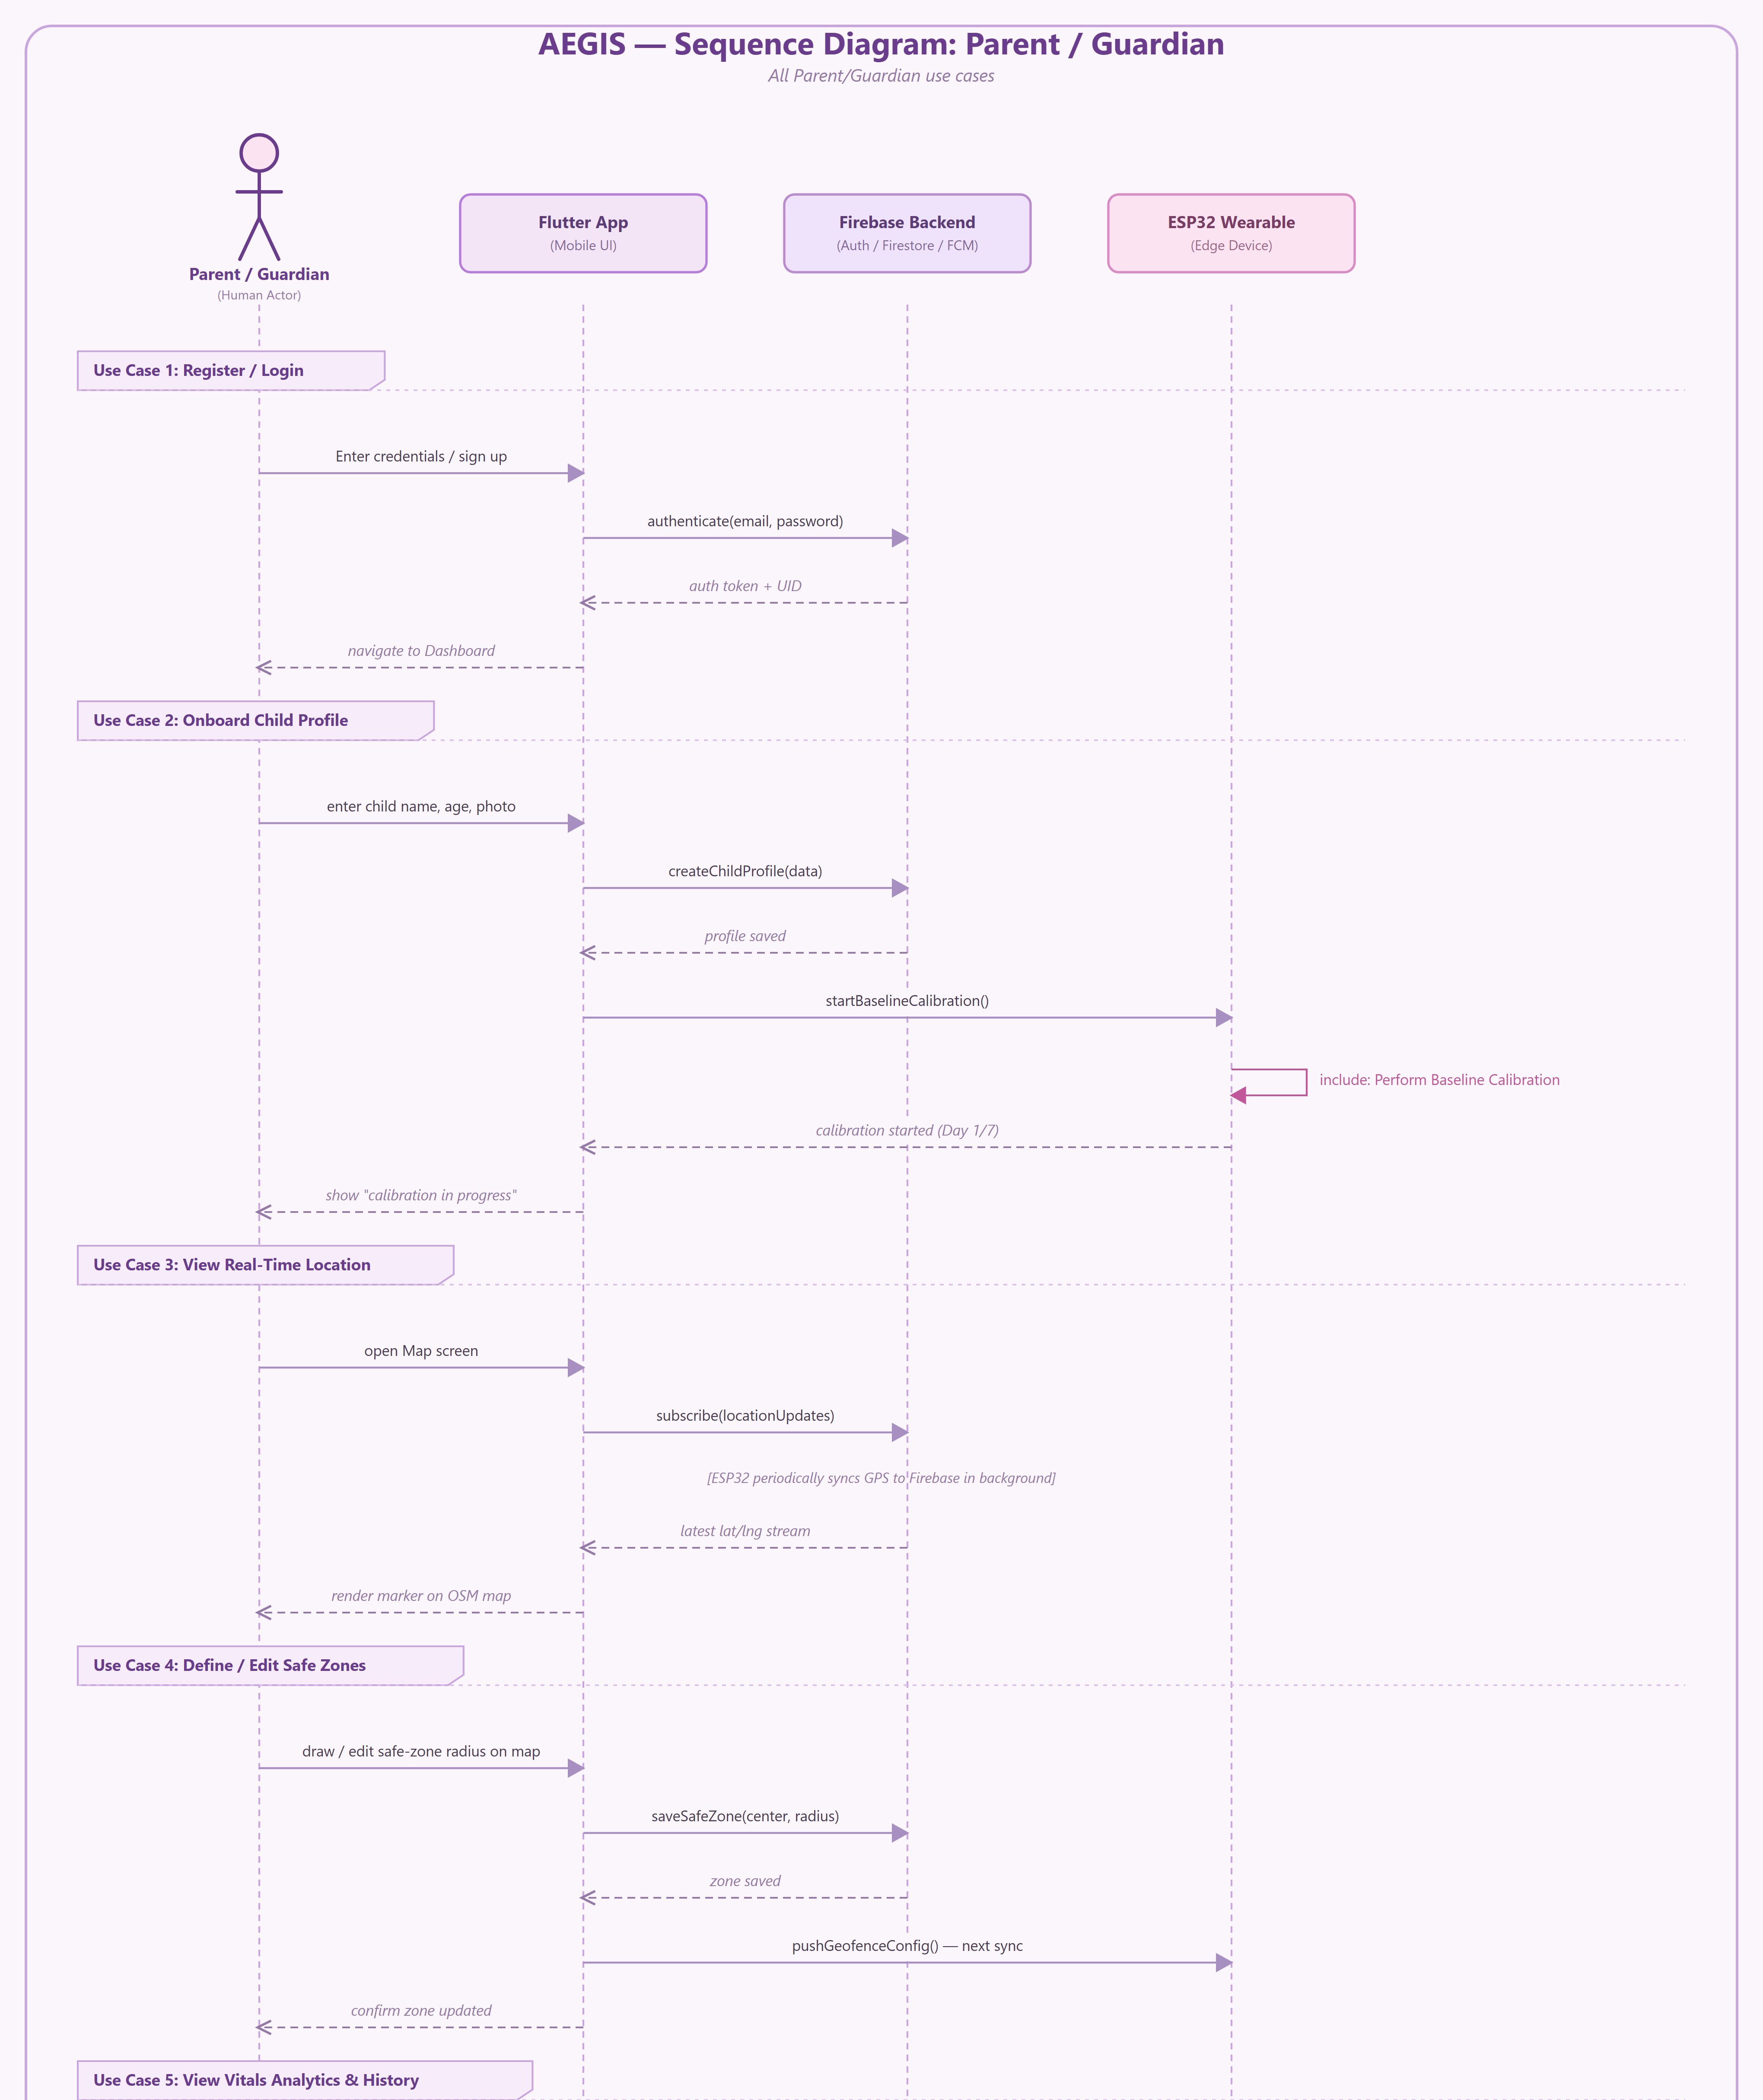 AEGIS — Sequence Diagram: Parent / Guardian
All Parent/Guardian use cases
Parent / Guardian
(Human Actor)
Flutter App
(Mobile UI)
Firebase Backend
(Auth / Firestore / FCM)
ESP32 Wearable
(Edge Device)
Use Case 1: Register / Login
Enter credentials / sign up
authenticate(email, password)
auth token + UID
navigate to Dashboard
Use Case 2: Onboard Child Profile
enter child name, age, photo
createChildProfile(data)
profile saved
startBaselineCalibration()
include: Perform Baseline Calibration
calibration started (Day 1/7)
show "calibration in progress"
Use Case 3: View Real-Time Location
open Map screen
subscribe(locationUpdates)
[ESP32 periodically syncs GPS to Firebase in background]
latest lat/lng stream
render marker on OSM map
Use Case 4: Define / Edit Safe Zones
draw / edit safe-zone radius on map
saveSafeZone(center, radius)
zone saved
pushGeofenceConfig() — next sync
confirm zone updated
Use Case 5: View Vitals Analytics & History